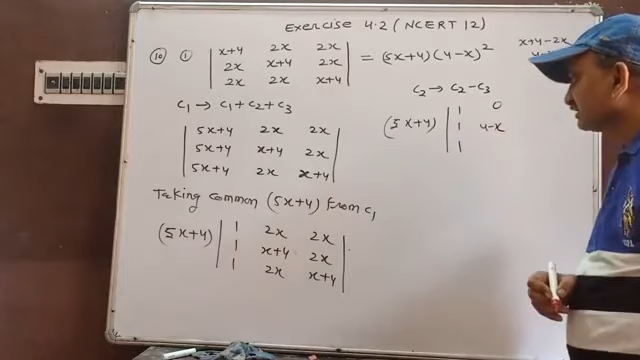 Exercise 4.2 (NCERT 12)
(10) (1) | x+4 2x 2x | = (5x+4) (4-x)²
| 2x x+4 2x |
| 2x 2x x+4 |
C₁ → C₁ + C₂ + C₃
| 5x+4 2x 2x |
| 5x+4 x+4 2x |
| 5x+4 2x x+4 |
Taking common (5x+4) from C₁
(5x+4) | 1 2x 2x |
| 1 x+4 2x |
| 1 2x x+4 |
x+4-2x
C₂ → C₂ - C₃
(5x+4) | 1 0
| 1 4-x
| 1